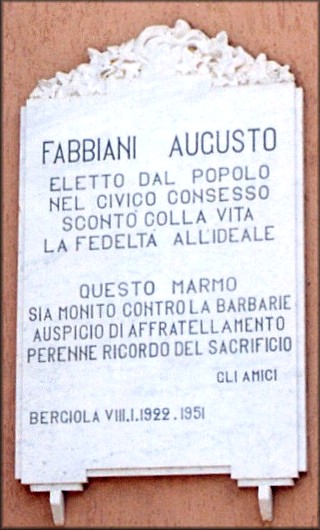 FABBIANI AUGUSTO
ELETTO DAL POPOLO
NEL CIVICO CONSESSO
SCONTÒ COLLA VITA
LA FEDELTÀ ALL'IDEALE
QUESTO MARMO
SIA MONITO CONTRO LA BARBARIE
AUSPICIO DI AFFRATELLAMENTO
PERENNE RICORDO DEL SACRIFICIO
GLI AMICI
BERGIOLA VIII.I.1922.1951